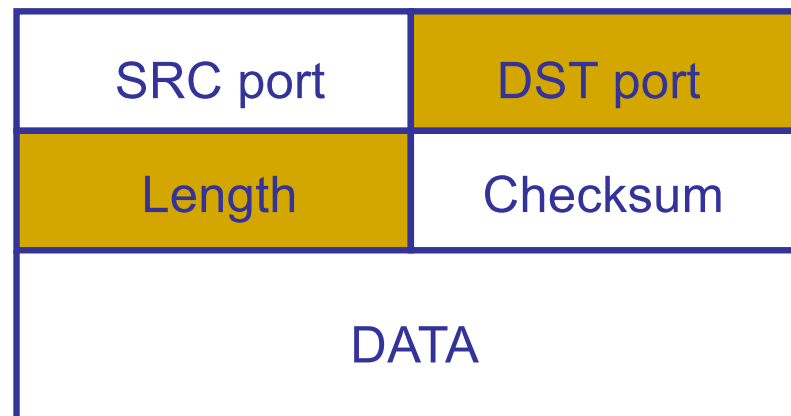 SRC port
DST port
Length
Checksum
DATA